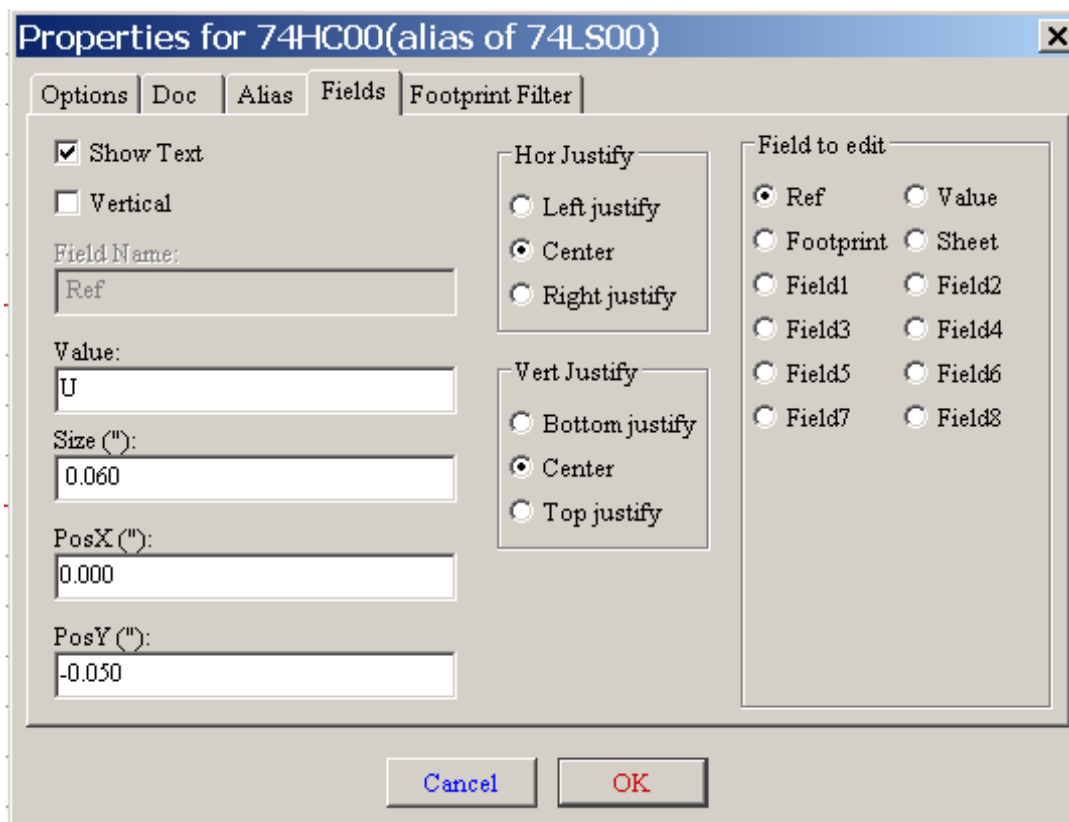 Properties for 74HC00(alias of 74LS00)
Options Doc Alias Fields Footprint Filter
Show Text
Vertical
Field Name:
Ref
Value:
U
Size ("):
0.060
PosX ("):
0.000
PosY ("):
-0.050
Hor Justify
Left justify
Center
Right justify
Vert Justify
Bottom justify
Center
Top justify
Field to edit
Ref Value
Footprint Sheet
Field1 Field2
Field3 Field4
Field5 Field6
Field7 Field8
Cancel OK